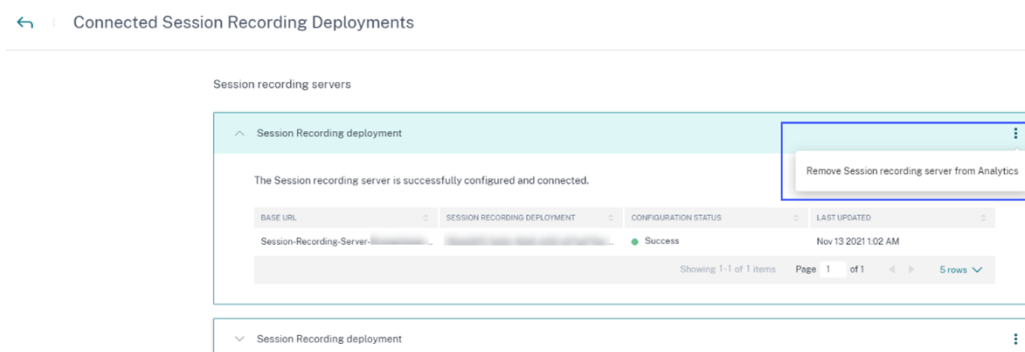 Connected Session Recording Deployments
Session recording servers
Session Recording deployment
Remove Session recording server from Analytics
The Session recording server is successfully configured and connected.
BASE URL SESSION RECORDING DEPLOYMENT CONFIGURATION STATUS LAST UPDATED
Session-Recording-Server- ... ... Success Nov 13 2021 1:02 AM
Showing 1-1 of 1 items Page 1 of 1 5 rows
Session Recording deployment